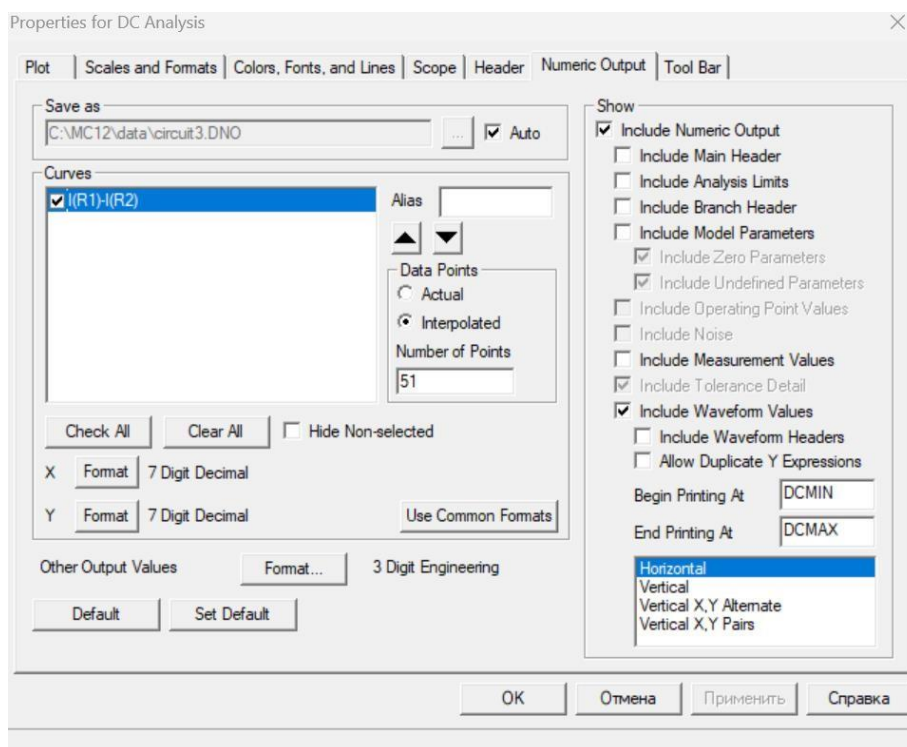 Properties for DC Analysis
Plot
Scales and Formats
Colors, Fonts, and Lines
Scope
Header
Numeric Output
Tool Bar
Save as
C:\MC12\data\circuit3.DNO
...
Auto
Curves
I(R1)-I(R2)
Alias
Data Points
Actual
Interpolated
Number of Points
51
Check All
Clear All
Hide Non-selected
X Format 7 Digit Decimal
Y Format 7 Digit Decimal
Use Common Formats
Other Output Values
Format...
3 Digit Engineering
Default
Set Default
Show
Include Numeric Output
Include Main Header
Include Analysis Limits
Include Branch Header
Include Model Parameters
Include Zero Parameters
Include Undefined Parameters
Include Operating Point Values
Include Noise
Include Measurement Values
Include Tolerance Detail
Include Waveform Values
Include Waveform Headers
Allow Duplicate Y Expressions
Begin Printing At DCMIN
End Printing At DCMAX
Horizontal
Vertical
Vertical X,Y Alternate
Vertical X,Y Pairs
OK
Отмена
Применить
Справка